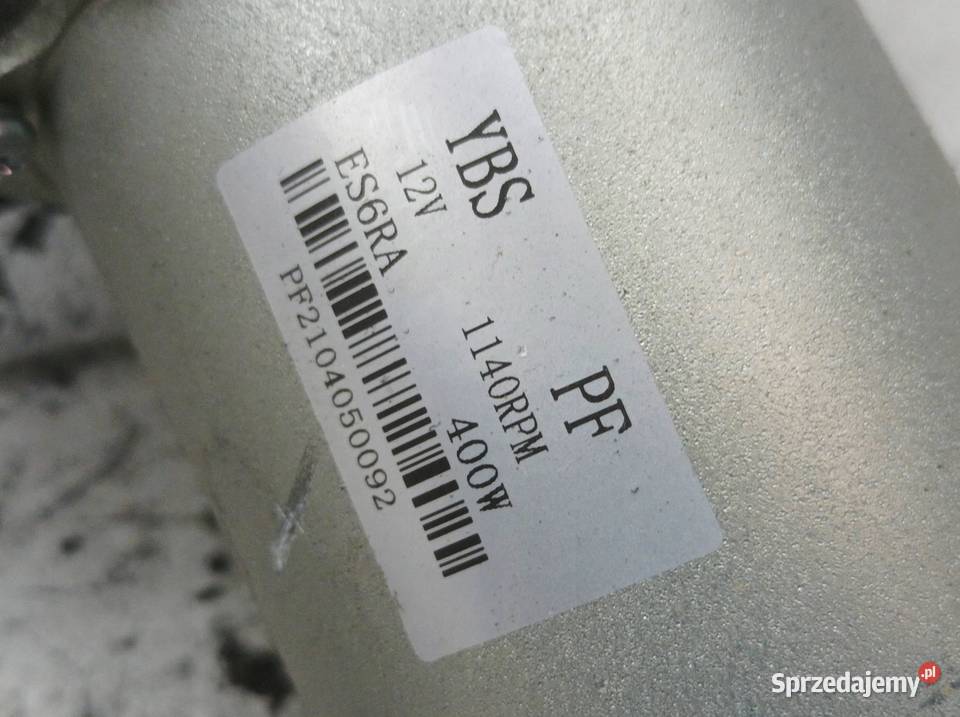 YBS PF
12V 1140RPM
ES6RA 400W
PF2104050092
Sprzedajemy.pl